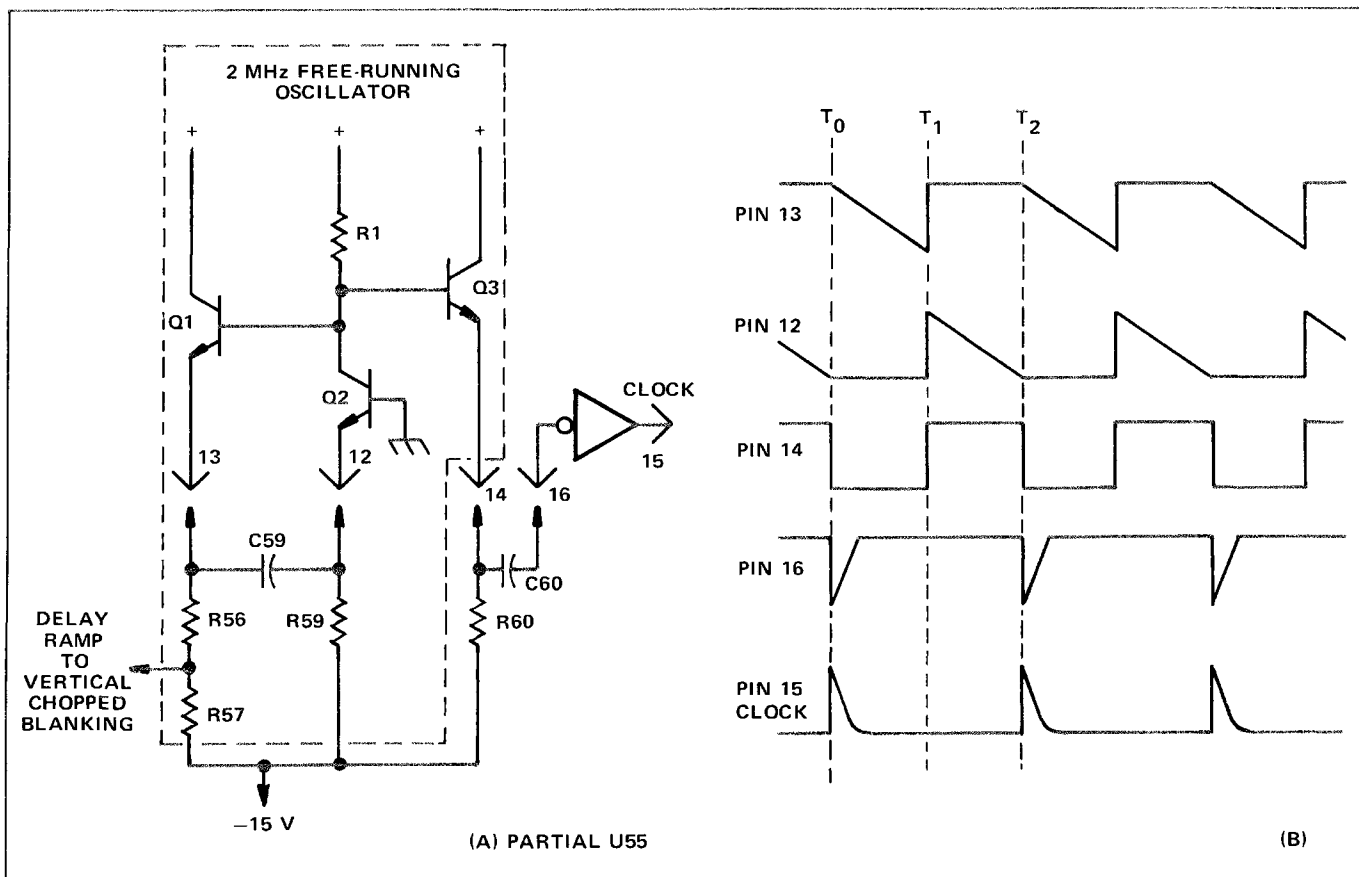 2 MHz FREE-RUNNING
OSCILLATOR
+
+
+
R1
Q3
Q1
Q2
CLOCK
13
12
14
16
15
C59
C60
R56
R59
R60
DELAY
RAMP
TO
VERTICAL
CHOPPED
BLANKING
R57
−15 V
(A) PARTIAL U55
T0
T1
T2
PIN 13
PIN 12
PIN 14
PIN 16
PIN 15
CLOCK
(B)